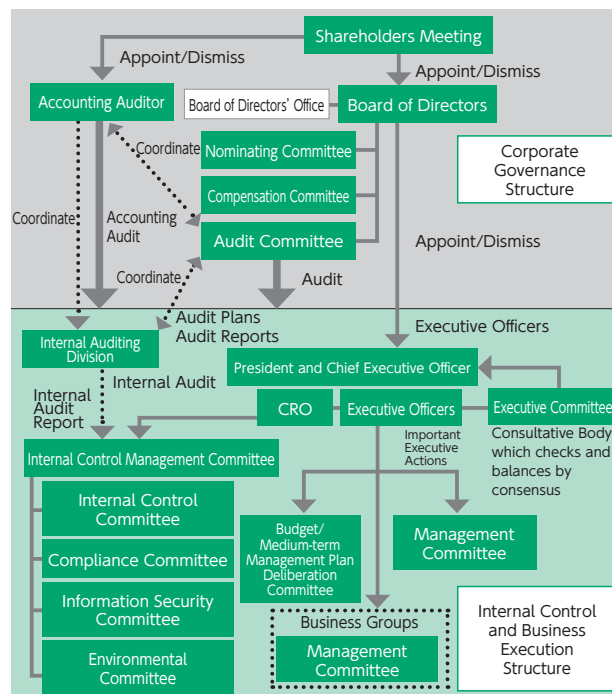 Shareholders Meeting
Appoint/Dismiss
Appoint/Dismiss
Accounting Auditor
Board of Directors' Office
Board of Directors
Coordinate
Nominating Committee
Corporate
Governance
Structure
Compensation Committee
Coordinate
Accounting
Audit
Audit Committee
Appoint/Dismiss
Coordinate
Audit
Audit Plans
Audit Reports
Executive Officers
Internal Auditing
Division
President and Chief Executive Officer
Internal Audit
Internal
Audit
Report
CRO
Executive Officers
Executive Committee
Important
Executive
Actions
Consultative Body
which checks and
balances by
consensus
Internal Control Management Committee
Internal Control
Committee
Budget/
Medium-term
Management Plan
Deliberation
Committee
Management
Committee
Compliance Committee
Information Security
Committee
Business Groups
Management
Committee
Internal Control
and Business
Execution
Structure
Environmental
Committee